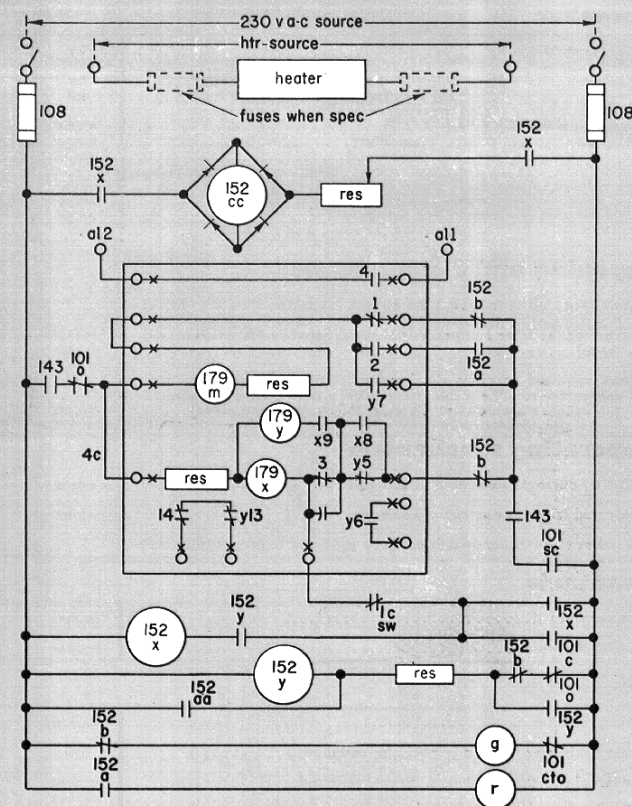 230 v a-c source
htr-source
heater
108
108
fuses when spec
152
x
152
x
152
cc
res
a12
a11
4
1
152
b
2
152
a
143
101
o
179
m
res
y7
179
y
x9
x8
4c
res
179
x
3
y5
152
b
14
y13
y6
143
101
sc
1c
sw
152
x
152
x
152
y
101
c
152
y
res
152
b
101
o
152
aa
152
y
152
b
g
101
cto
152
a
r